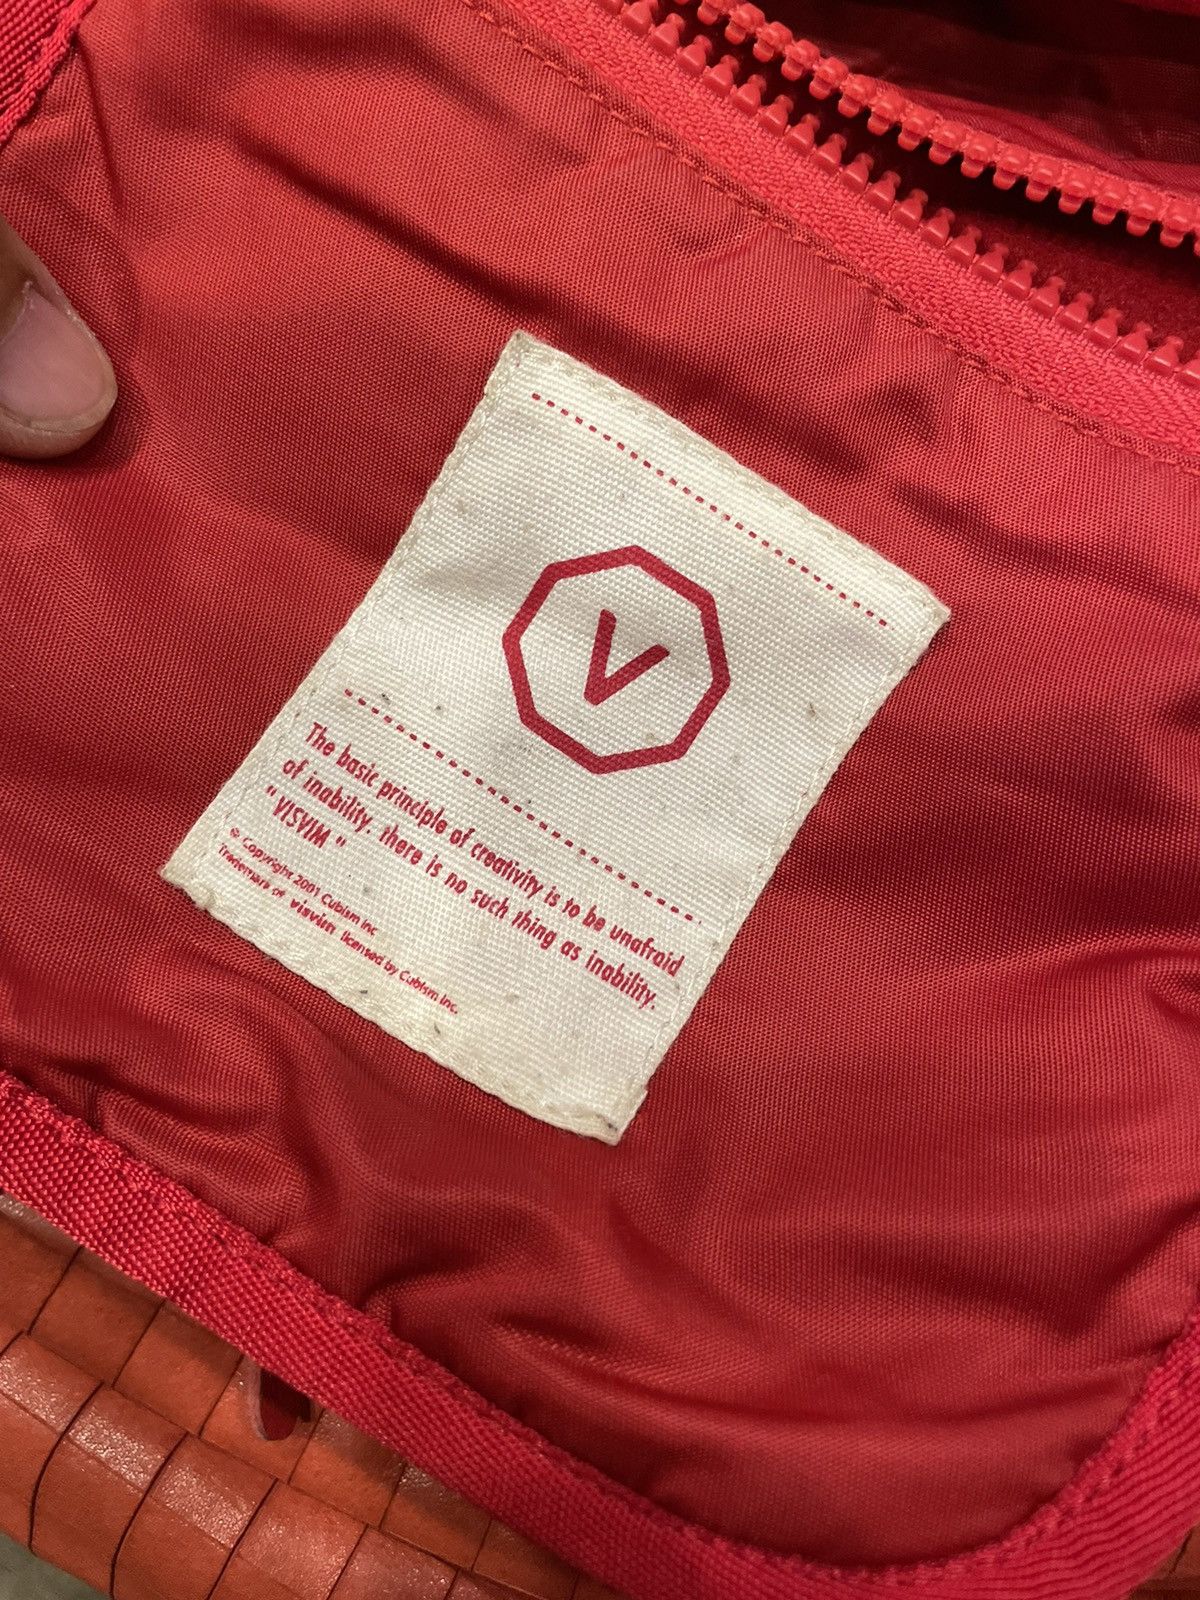 V
The basic principle of creativity is to be unafraid
of inability. there is no such thing as inability.
"VISVIM"
© Copyright 2001 Cubism Inc.
Trademark of visvim licensed by Cubism Inc.